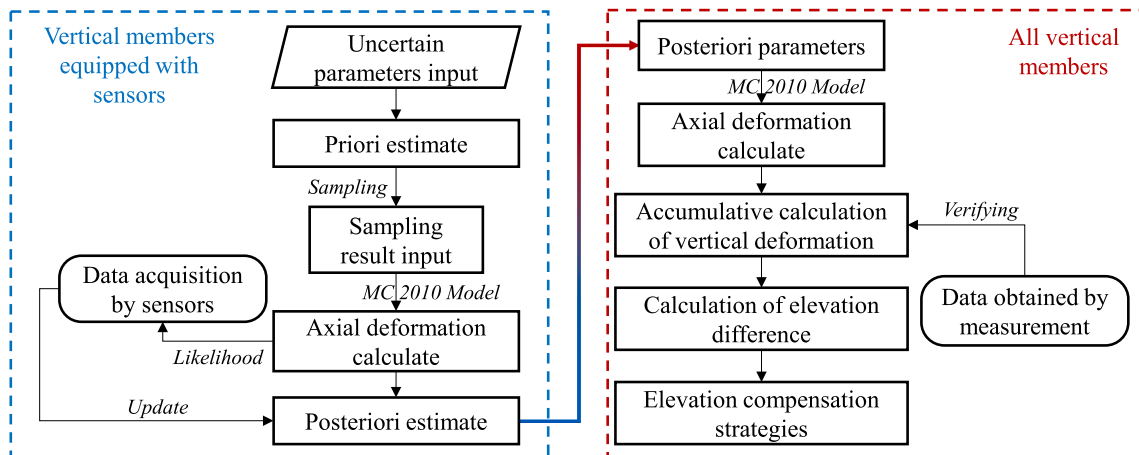 Vertical members
equipped with
sensors
Uncertain
parameters input
Priori estimate
Sampling
Sampling
result input
MC 2010 Model
Data acquisition
by sensors
Axial deformation
calculate
Likelihood
Update
Posteriori estimate
All vertical
members
Posteriori parameters
MC 2010 Model
Axial deformation
calculate
Accumulative calculation
of vertical deformation
Verifying
Data obtained by
measurement
Calculation of elevation
difference
Elevation compensation
strategies